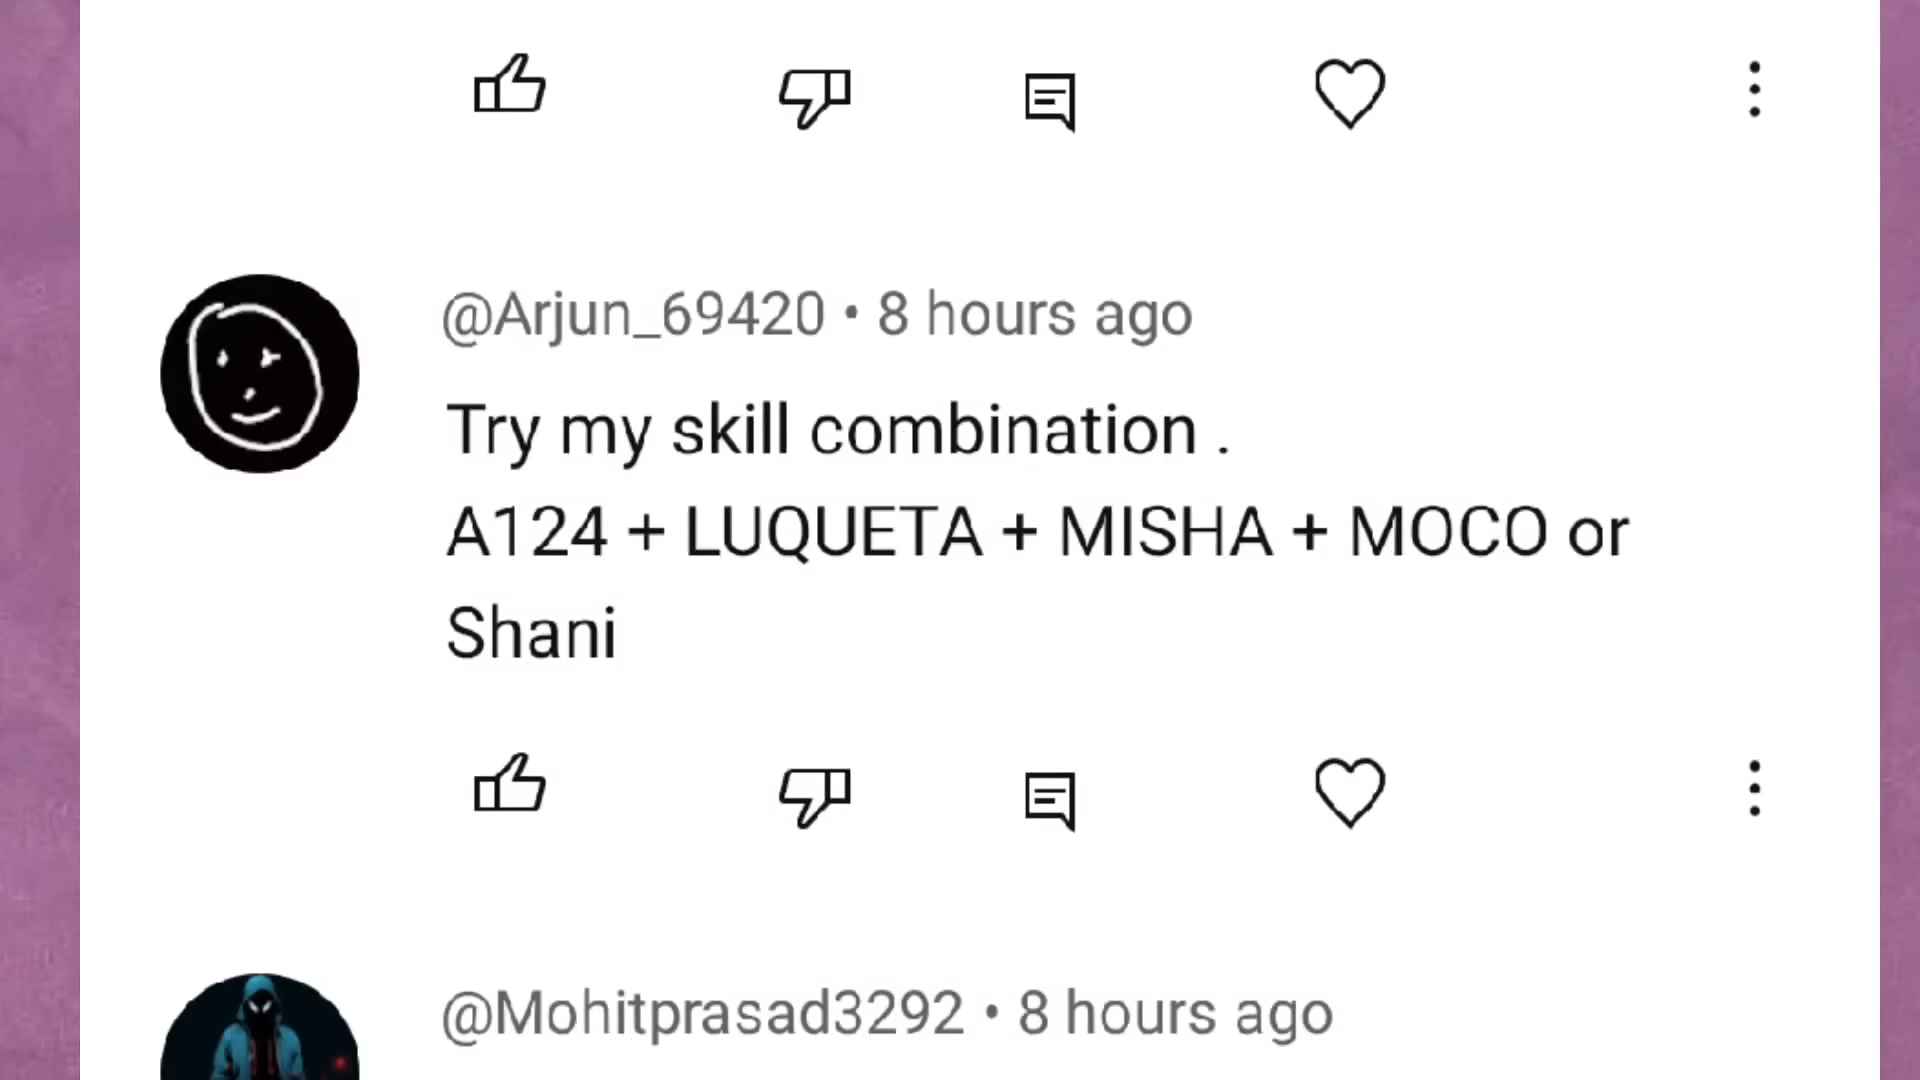 @Arjun_69420 • 8 hours ago
Try my skill combination .
A124 + LUQUETA + MISHA + MOCO or
Shani
@Mohitprasad3292 • 8 hours ago